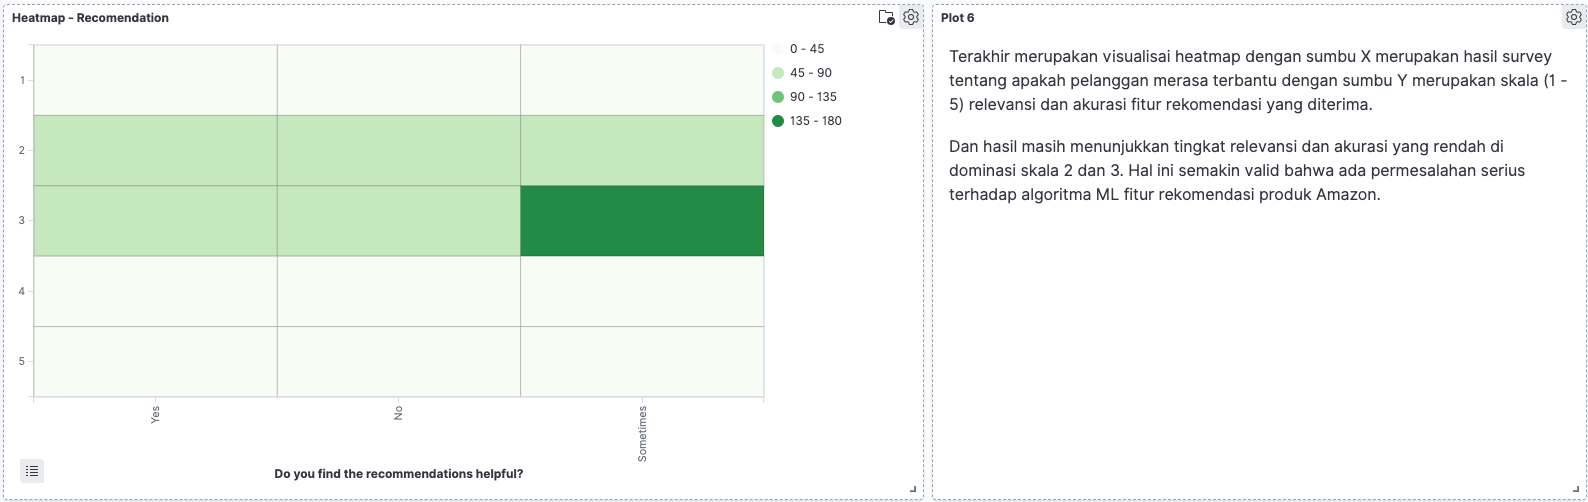 Heatmap - Recomendation
0 - 45
45 - 90
90 - 135
135 - 180
1
2
3
4
5
Yes
No
Sometimes
Do you find the recommendations helpful?
Plot 6
Terakhir merupakan visualisai heatmap dengan sumbu X merupakan hasil survey
tentang apakah pelanggan merasa terbantu dengan sumbu Y merupakan skala (1 -
5) relevansi dan akurasi fitur rekomendasi yang diterima.
Dan hasil masih menunjukkan tingkat relevansi dan akurasi yang rendah di
dominasi skala 2 dan 3. Hal ini semakin valid bahwa ada permesalahan serius
terhadap algoritma ML fitur rekomendasi produk Amazon.